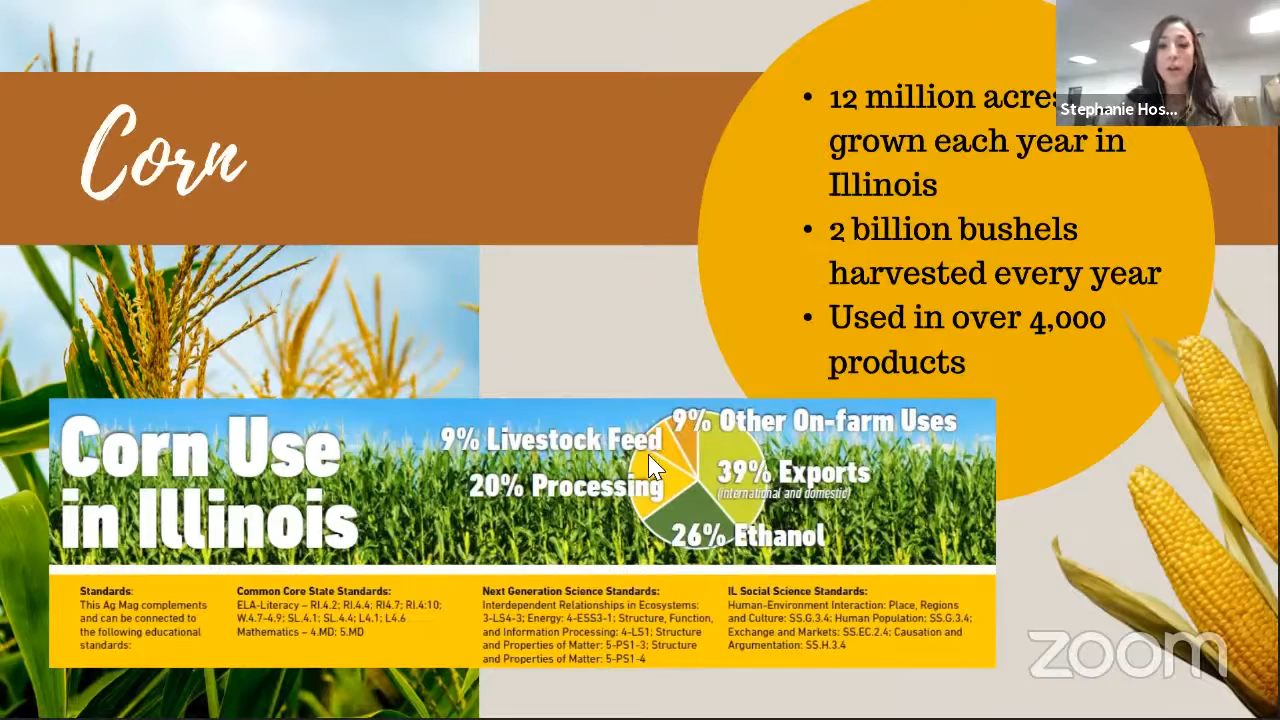 Corn
• 12 million acres
grown each year in
Illinois
• 2 billion bushels
harvested every year
• Used in over 4,000
products
Stephanie Hos...
Corn Use
in Illinois
9% Livestock Feed
20% Processing
9% Other On-farm Uses
39% Exports
(international and domestic)
26% Ethanol
Standards:
This Ag Mag complements
and can be connected to
the following educational
standards:
Common Core State Standards:
ELA-Literacy – RI.4.2; RI.4.4; RI4.7; RI.4:10;
W.4.7-4.9; SL.4.1; SL.4.4; L4.1; L4.6
Mathematics – 4.MD; 5.MD
Next Generation Science Standards:
Interdependent Relationships in Ecosystems:
3-LS4-3; Energy: 4-ESS3-1; Structure, Function,
and Information Processing: 4-LS1; Structure
and Properties of Matter: 5-PS1-3; Structure
and Properties of Matter: 5-PS1-4
IL Social Science Standards:
Human-Environment Interaction: Place, Regions
and Culture: SS.G.3.4; Human Population: SS.G.3.4;
Exchange and Markets: SS.EC.2.4; Causation and
Argumentation: SS.H.3.4
zoom